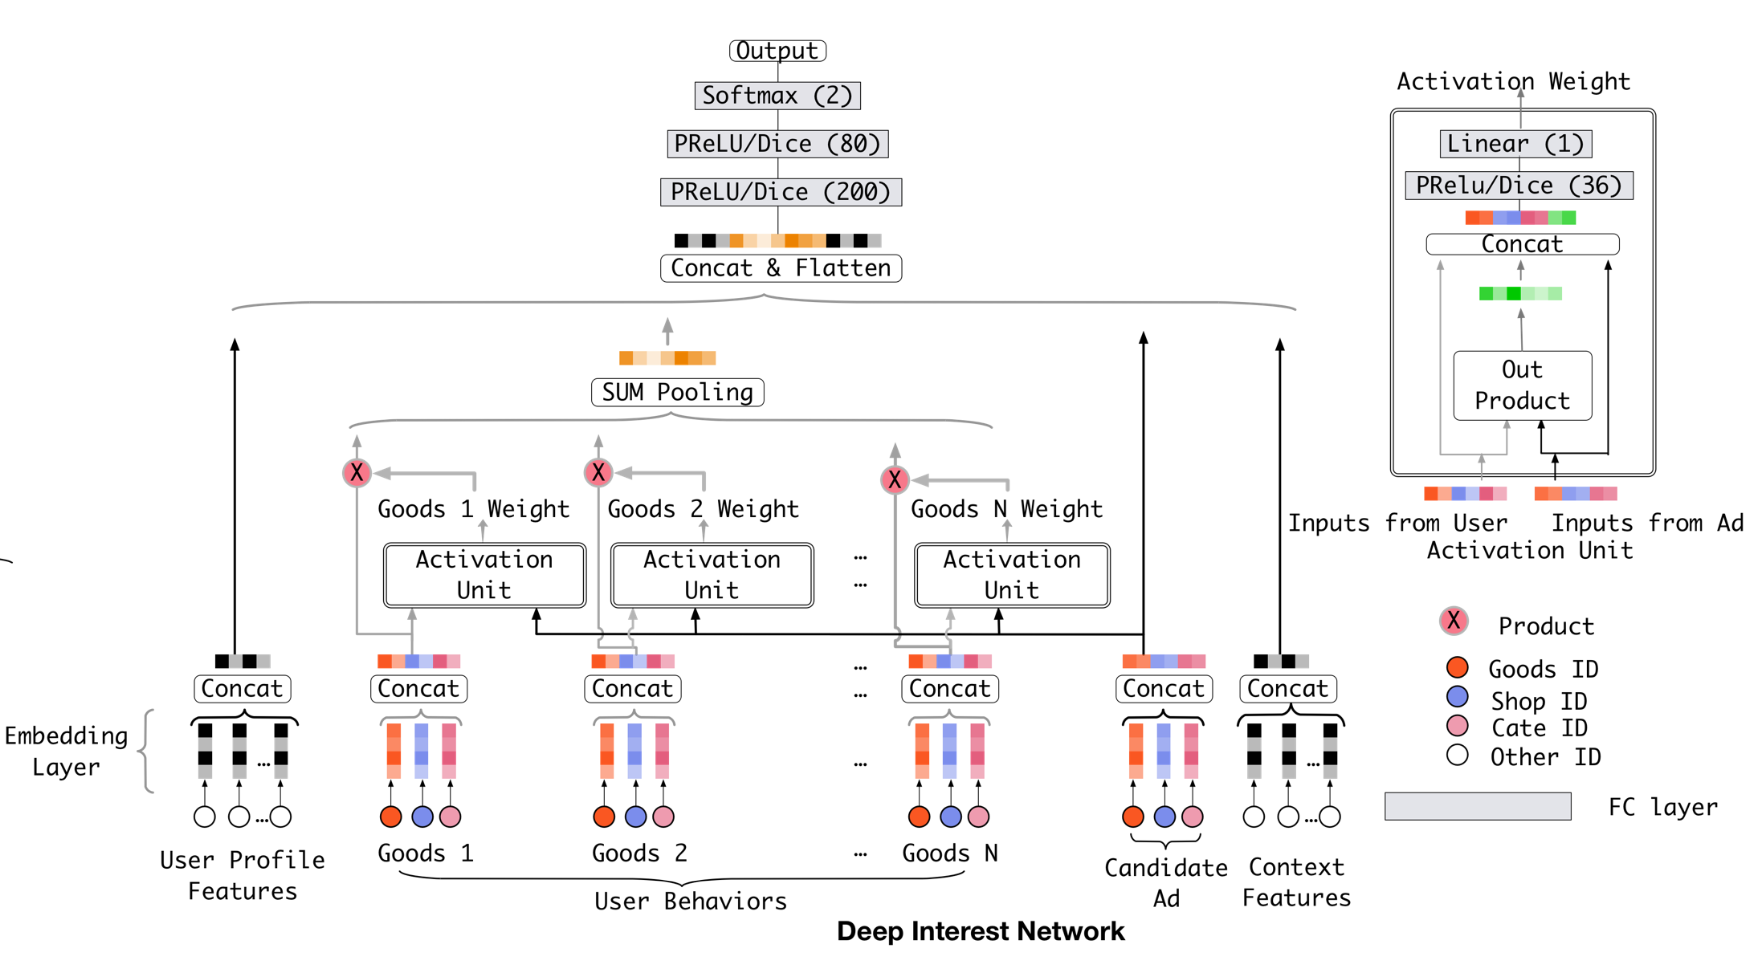 Output
Softmax (2)
PReLU/Dice (80)
PReLU/Dice (200)
Concat & Flatten
SUM Pooling
X
X
X
Goods 1 Weight
Goods 2 Weight
Goods N Weight
Activation
Unit
Activation
Unit
...
...
Activation
Unit
...
Concat
Concat
Concat
...
Concat
Concat
Concat
Embedding
Layer
...
...
...
...
...
User Profile
Features
Goods 1
Goods 2
...
Goods N
User Behaviors
Candidate
Ad
Context
Features
Deep Interest Network
Activation Weight
Linear (1)
PRelu/Dice (36)
Concat
Out
Product
Inputs from User
Inputs from Ad
Activation Unit
X
Product
Goods ID
Shop ID
Cate ID
Other ID
FC layer